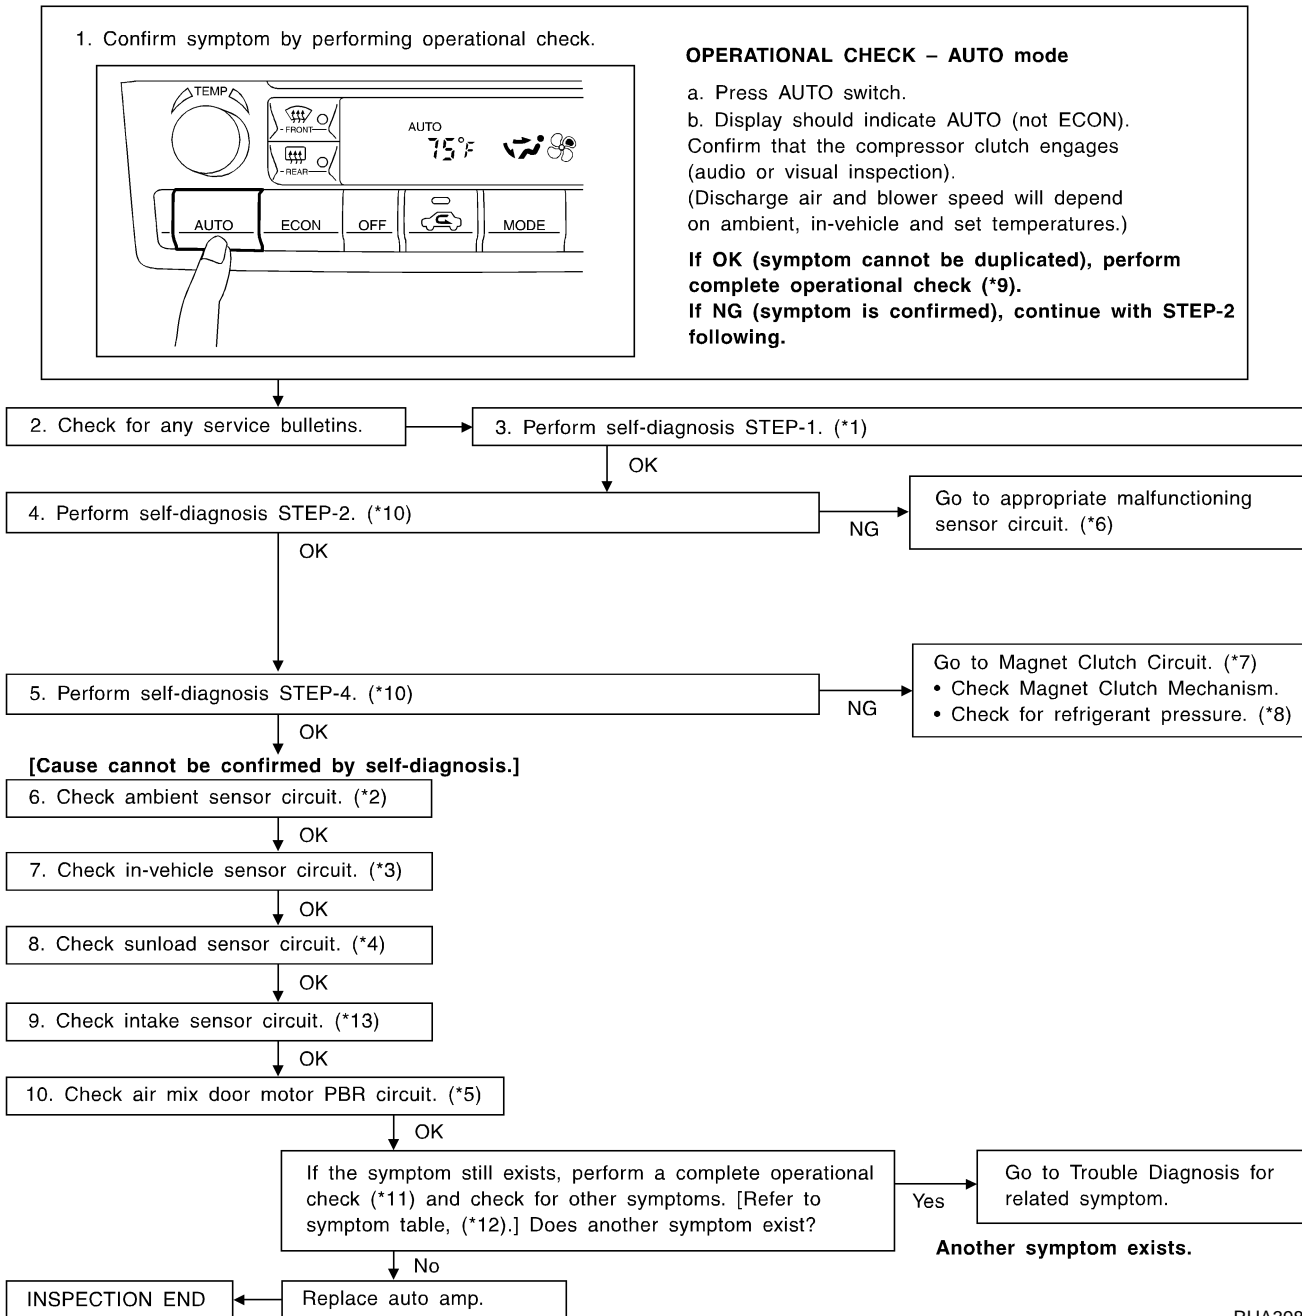 1. Confirm symptom by performing operational check.
TEMP
FRONT
REAR
AUTO
75°F
AUTO
ECON
OFF
MODE
OPERATIONAL CHECK – AUTO mode
a. Press AUTO switch.
b. Display should indicate AUTO (not ECON).
Confirm that the compressor clutch engages
(audio or visual inspection).
(Discharge air and blower speed will depend
on ambient, in-vehicle and set temperatures.)
If OK (symptom cannot be duplicated), perform
complete operational check (*9).
If NG (symptom is confirmed), continue with STEP-2
following.
2. Check for any service bulletins.
3. Perform self-diagnosis STEP-1. (*1)
OK
4. Perform self-diagnosis STEP-2. (*10)
NG
Go to appropriate malfunctioning
sensor circuit. (*6)
OK
5. Perform self-diagnosis STEP-4. (*10)
NG
Go to Magnet Clutch Circuit. (*7)
• Check Magnet Clutch Mechanism.
• Check for refrigerant pressure. (*8)
OK
[Cause cannot be confirmed by self-diagnosis.]
6. Check ambient sensor circuit. (*2)
OK
7. Check in-vehicle sensor circuit. (*3)
OK
8. Check sunload sensor circuit. (*4)
OK
9. Check intake sensor circuit. (*13)
OK
10. Check air mix door motor PBR circuit. (*5)
OK
If the symptom still exists, perform a complete operational
check (*11) and check for other symptoms. [Refer to
symptom table, (*12).] Does another symptom exist?
Yes
Go to Trouble Diagnosis for
related symptom.
Another symptom exists.
No
Replace auto amp.
INSPECTION END